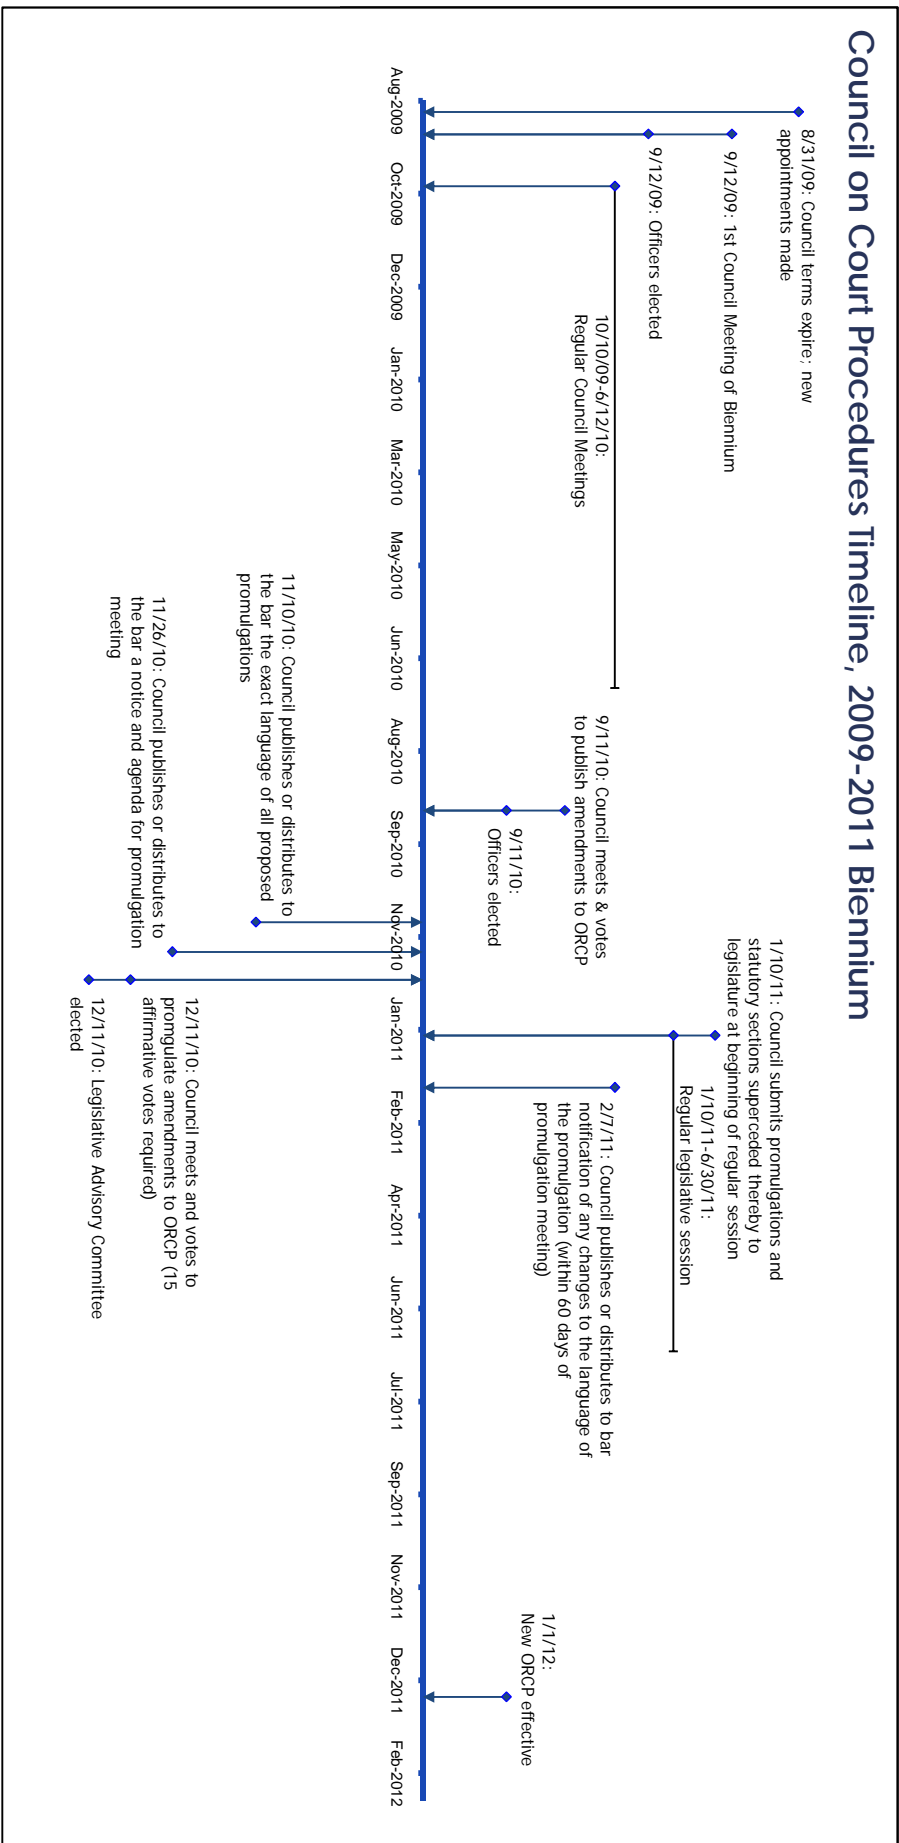 Council on Court Procedures Timeline, 2009-2011 Biennium
8/31/09: Council terms expire; new
appointments made
9/12/09: 1st Council Meeting of Biennium
9/12/09: Officers elected
10/10/09-6/12/10:
Regular Council Meetings
9/11/10: Council meets & votes
to publish amendments to ORCP
9/11/10:
Officers elected
1/10/11: Council submits promulgations and
statutory sections superceded thereby to
legislature at beginning of regular session
1/10/11-6/30/11:
Regular legislative session
2/7/11: Council publishes or distributes to bar
notification of any changes to the language of
the promulgation (within 60 days of
promulgation meeting)
1/1/12:
New ORCP effective
Aug-2009
Oct-2009
Dec-2009
Jan-2010
Mar-2010
May-2010
Jun-2010
Aug-2010
Sep-2010
Nov-2010
Jan-2011
Feb-2011
Apr-2011
Jun-2011
Jul-2011
Sep-2011
Nov-2011
Dec-2011
Feb-2012
11/10/10: Council publishes or distributes to
the bar the exact language of all proposed
promulgations
11/26/10: Council publishes or distributes to
the bar a notice and agenda for promulgation
meeting
12/11/10: Council meets and votes to
promgulate amendments to ORCP (15
affirmative votes required)
12/11/10: Legislative Advisory Committee
elected